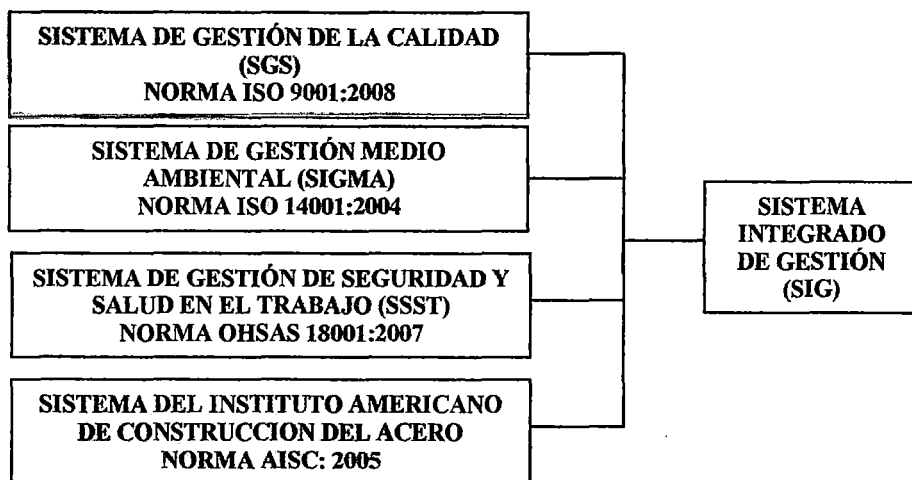 SISTEMA DE GESTIÓN DE LA CALIDAD
(SGS)
NORMA ISO 9001:2008
SISTEMA DE GESTIÓN MEDIO
AMBIENTAL (SIGMA)
NORMA ISO 14001:2004
SISTEMA DE GESTIÓN DE SEGURIDAD Y
SALUD EN EL TRABAJO (SSST)
NORMA OHSAS 18001:2007
SISTEMA DEL INSTITUTO AMERICANO
DE CONSTRUCCION DEL ACERO
NORMA AISC: 2005
SISTEMA
INTEGRADO
DE GESTIÓN
(SIG)